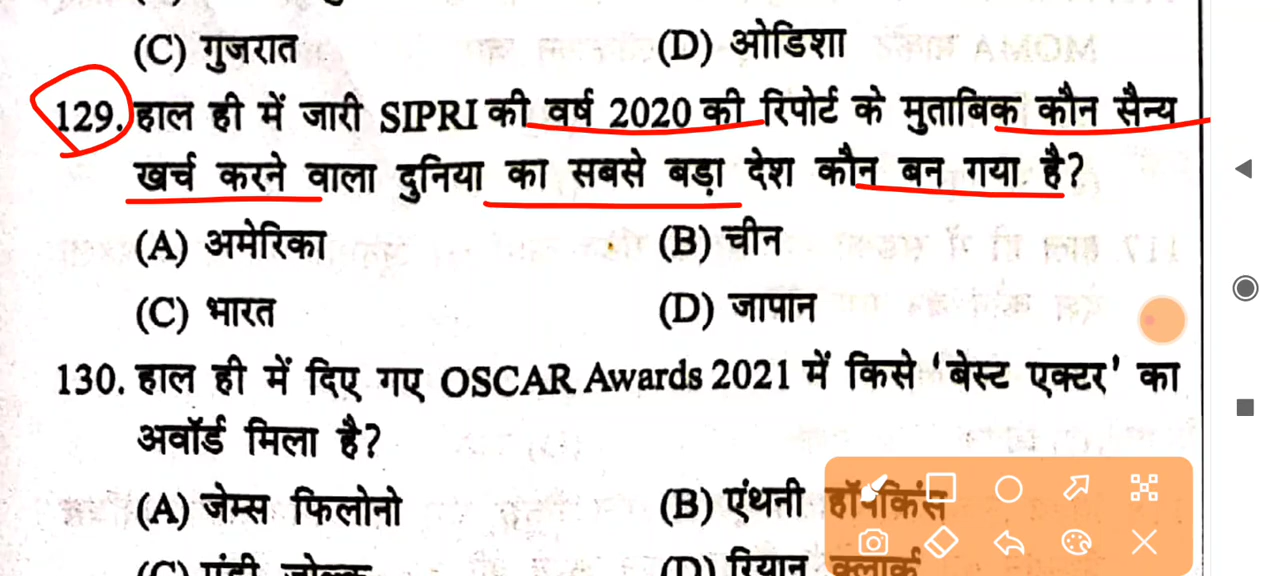 (C) गुजरात
(D) ओडिशा
129. हाल ही में जारी SIPRI की वर्ष 2020 की रिपोर्ट के मुताबिक कौन सैन्य
खर्च करने वाला दुनिया का सबसे बड़ा देश कौन बन गया है?
(A) अमेरिका
(B) चीन
(C) भारत
(D) जापान
130. हाल ही में दिए गए OSCAR Awards 2021 में किसे ‘बेस्ट एक्टर’ का
अवॉर्ड मिला है?
(A) जेम्स फिलोनो
(B) एंथनी हॉपकिंस
(D) रियान क्लार्क